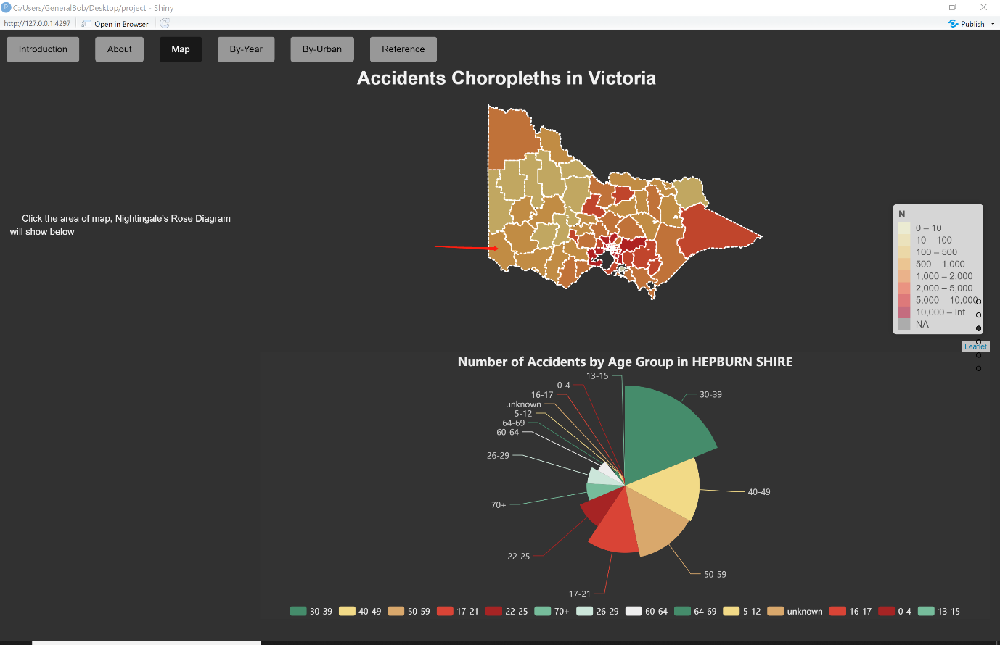 C:/Users/GeneralBob/Desktop/project - Shiny
http://127.0.0.1:4297 Open in Browser Publish
Introduction About Map By-Year By-Urban Reference
Accidents Choropleths in Victoria
Click the area of map, Nightingale's Rose Diagram
will show below
N
0 – 10
10 – 100
100 – 500
500 – 1,000
1,000 – 2,000
2,000 – 5,000
5,000 – 10,000
10,000 – Inf
NA
Leaflet
Number of Accidents by Age Group in HEPBURN SHIRE
13-15
0-4
16-17
unknown
5-12
64-69
60-64
26-29
70+
22-25
17-21
30-39
40-49
50-59
30-39 40-49 50-59 17-21 22-25 70+ 26-29 60-64 64-69 5-12 unknown 16-17 0-4 13-15